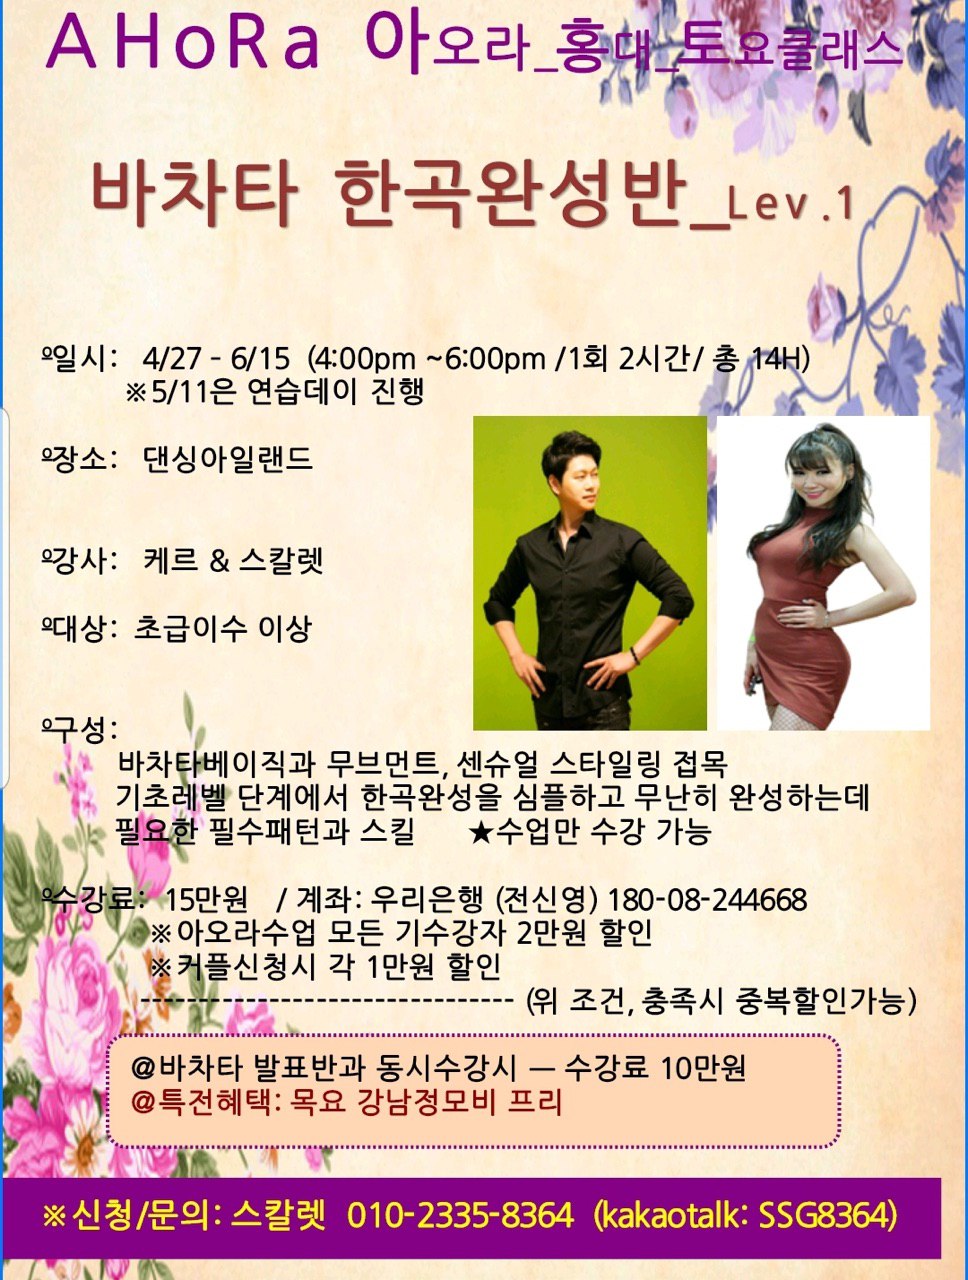 AHoRa 아오라_홍대_토요클래스
바차타 한곡완성반_Lev.1
º일시: 4/27 - 6/15 (4:00pm ~6:00pm /1회 2시간/ 총 14H)
※5/11은 연습데이 진행
º장소: 댄싱아일랜드
º강사: 케르 & 스칼렛
º대상: 초급이수 이상
º구성:
바차타베이직과 무브먼트, 센슈얼 스타일링 접목
기초레벨 단계에서 한곡완성을 심플하고 무난히 완성하는데
필요한 필수패턴과 스킬 ★수업만 수강 가능
º수강료: 15만원 / 계좌: 우리은행 (전신영) 180-08-244668
※아오라수업 모든 기수강자 2만원 할인
※커플신청시 각 1만원 할인
--------------------------------- (위 조건, 충족시 중복할인가능)
@바차타 발표반과 동시수강시 — 수강료 10만원
@특전혜택: 목요 강남정모비 프리
※신청/문의: 스칼렛 010-2335-8364 (kakaotalk: SSG8364)